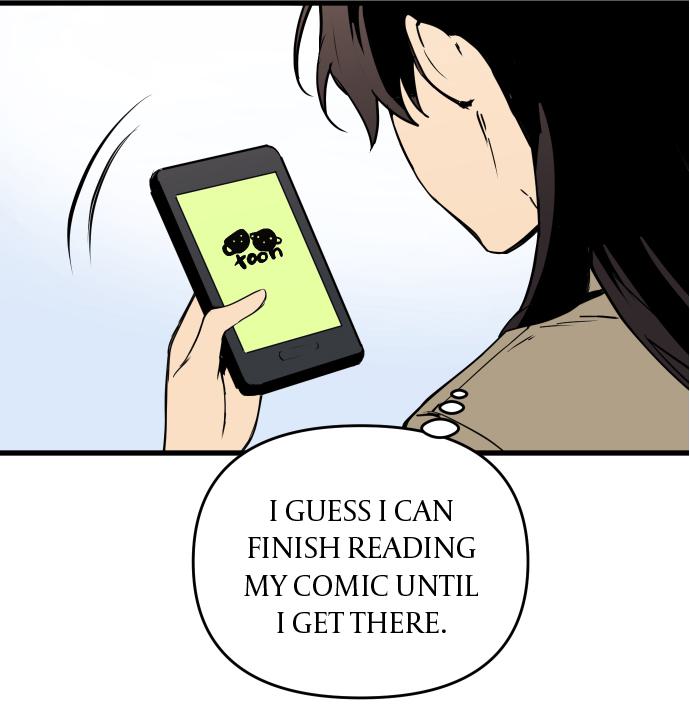 toon
I GUESS I CAN
FINISH READING
MY COMIC UNTIL
I GET THERE.